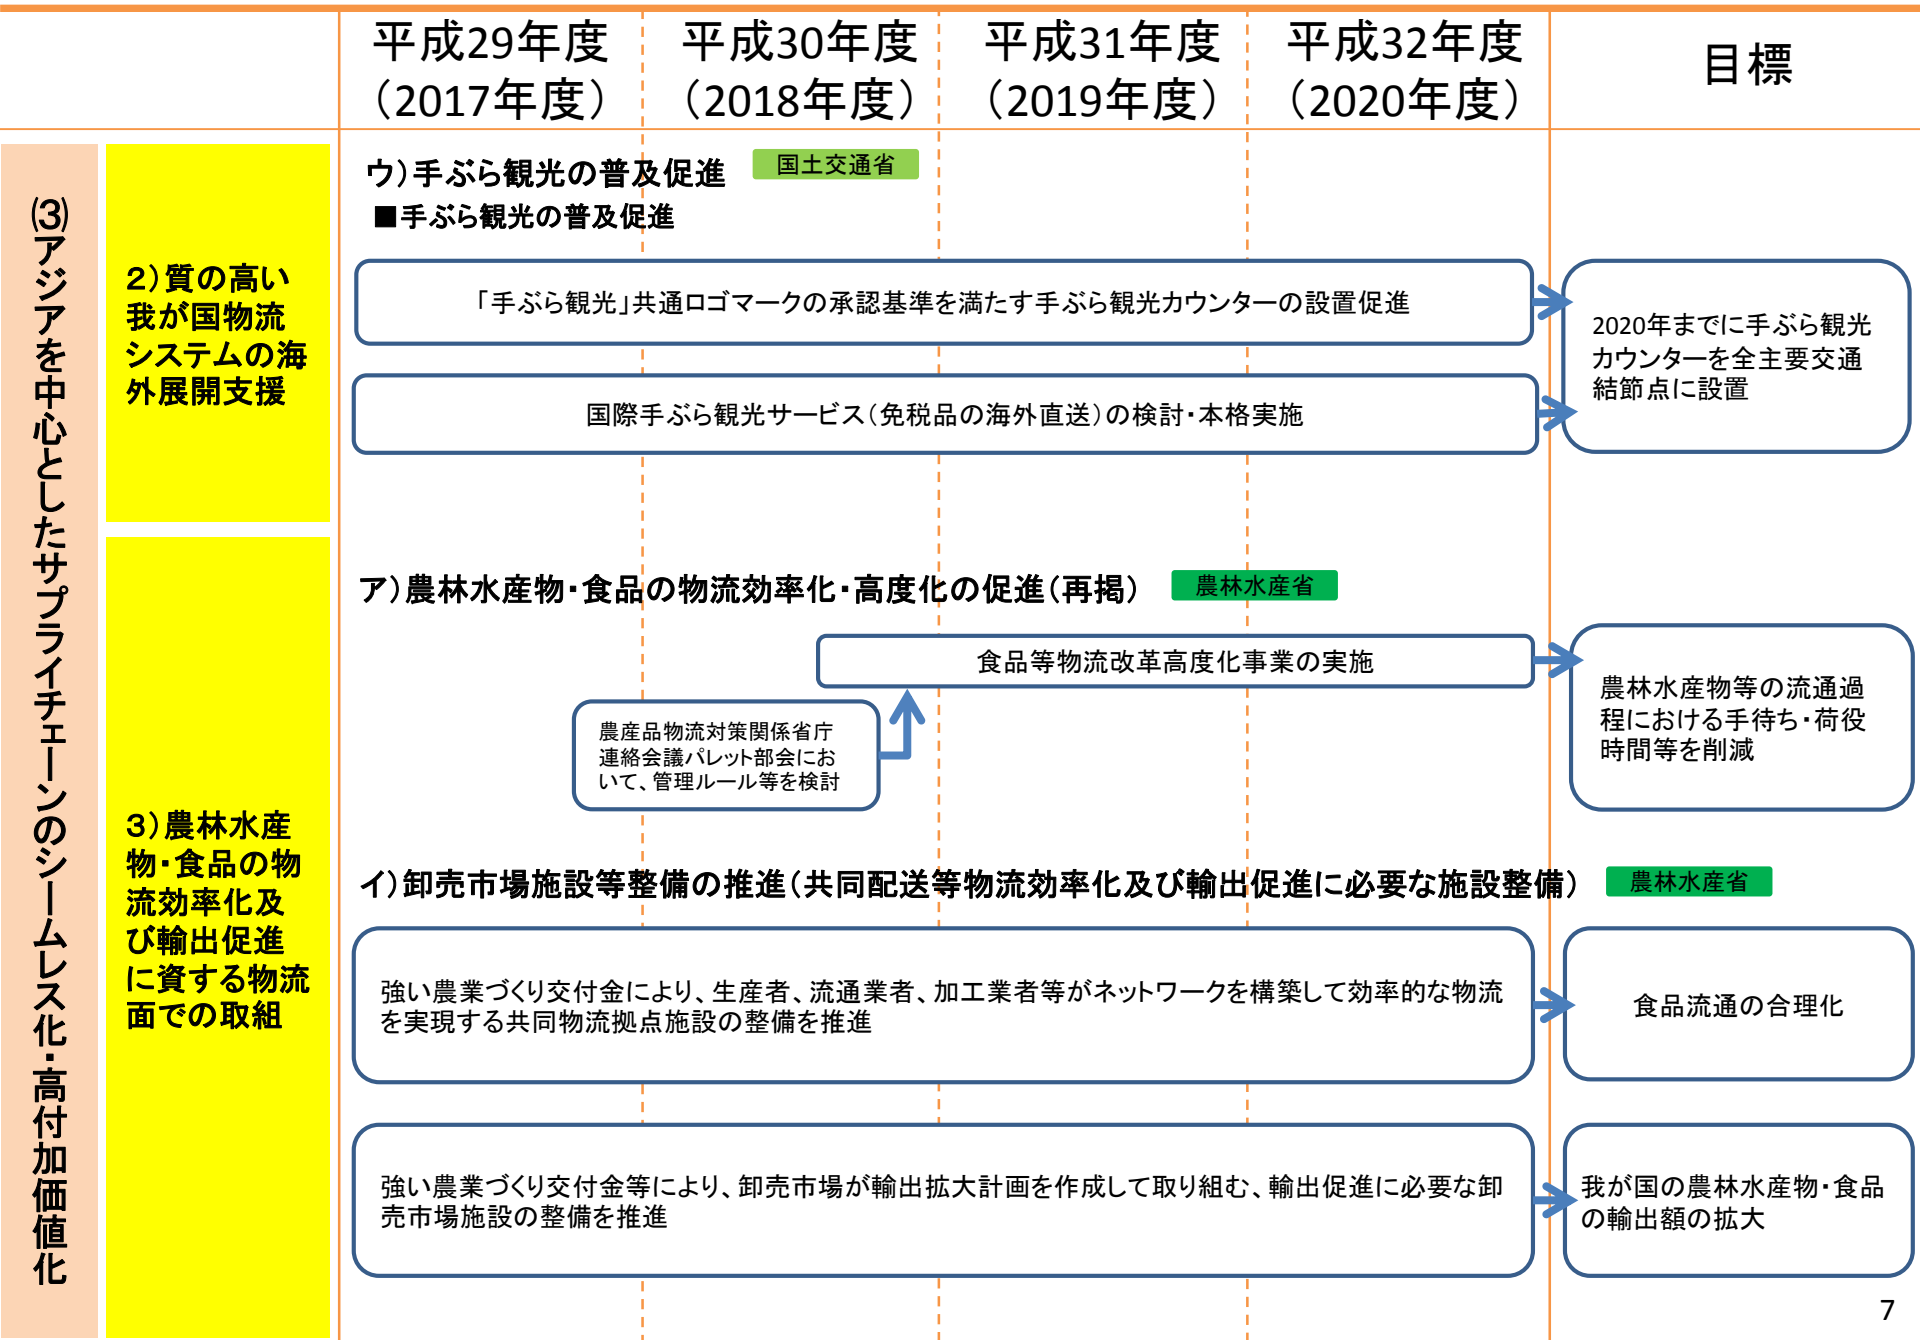 平成29年度
（2017年度）
平成30年度
（2018年度）
平成31年度
（2019年度）
平成32年度
（2020年度）
目標
(3)アジアを中心としたサプライチェーンのシームレス化・高付加価値化
2）質の高い
我が国物流
システムの海
外展開支援
ウ）手ぶら観光の普及促進
国土交通省
■手ぶら観光の普及促進
「手ぶら観光」共通ロゴマークの承認基準を満たす手ぶら観光カウンターの設置促進
国際手ぶら観光サービス（免税品の海外直送）の検討・本格実施
2020年までに手ぶら観光
カウンターを全主要交通
結節点に設置
3）農林水産
物・食品の物
流効率化及
び輸出促進
に資する物流
面での取組
ア）農林水産物・食品の物流効率化・高度化の促進（再掲）
農林水産省
食品等物流改革高度化事業の実施
農産品物流対策関係省庁
連絡会議パレット部会にお
いて、管理ルール等を検討
農林水産物等の流通過
程における手待ち・荷役
時間等を削減
イ）卸売市場施設等整備の推進（共同配送等物流効率化及び輸出促進に必要な施設整備）
農林水産省
強い農業づくり交付金により、生産者、流通業者、加工業者等がネットワークを構築して効率的な物流
を実現する共同物流拠点施設の整備を推進
食品流通の合理化
強い農業づくり交付金等により、卸売市場が輸出拡大計画を作成して取り組む、輸出促進に必要な卸
売市場施設の整備を推進
我が国の農林水産物・食品
の輸出額の拡大
7